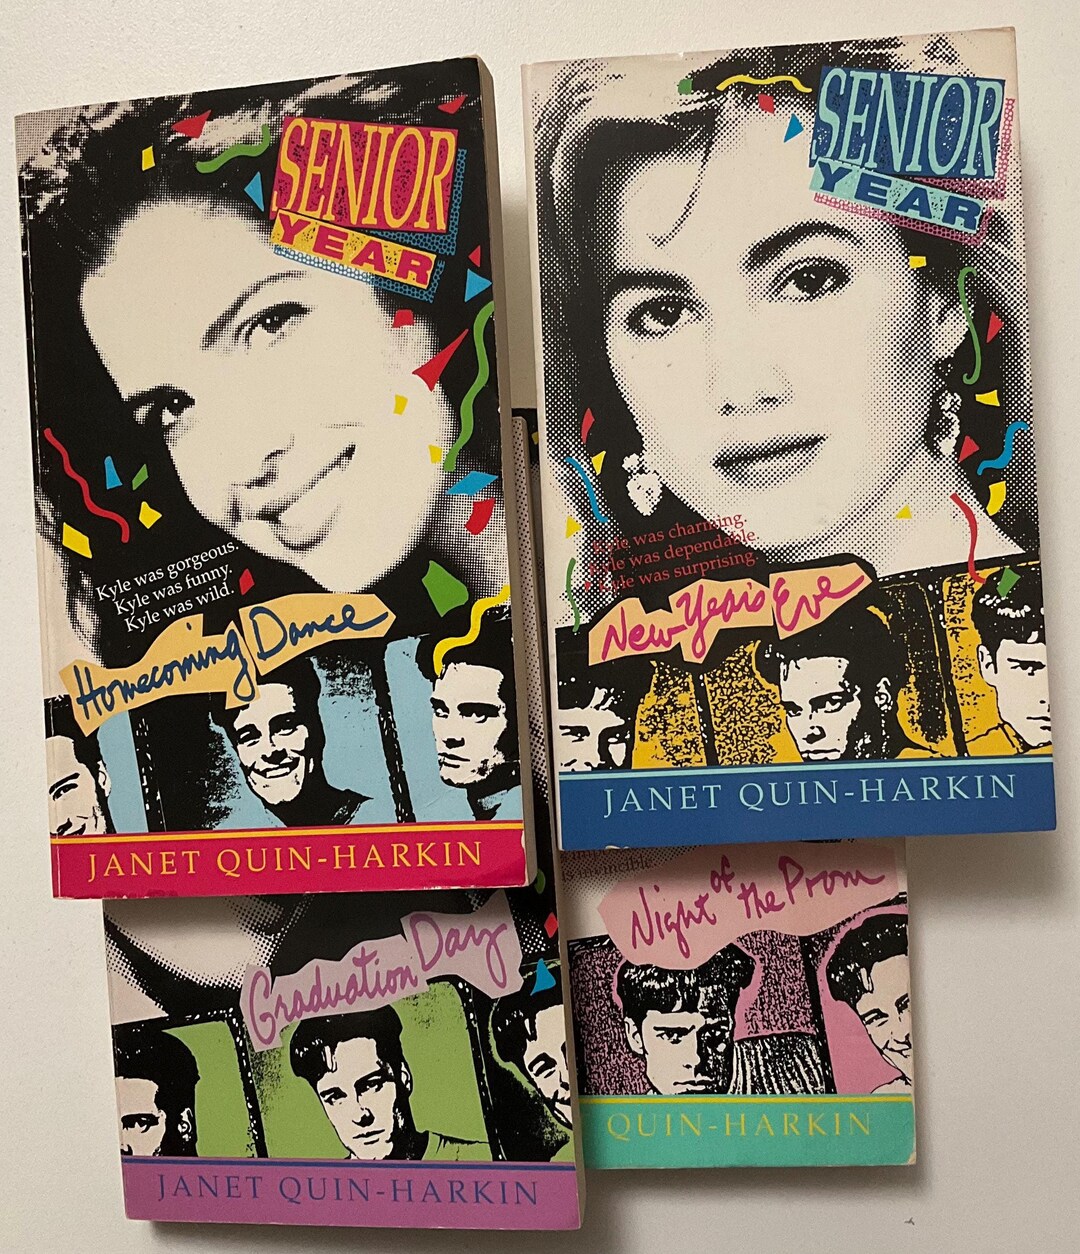 SENIOR
YEAR
Kyle was gorgeous.
Kyle was funny.
Kyle was wild.
Homecoming Dance
JANET QUIN-HARKIN
SENIOR
YEAR
Kyle was charming.
Kyle was dependable.
Kyle was surprising.
New Year's Eve
JANET QUIN-HARKIN
Graduation Day
JANET QUIN-HARKIN
invincible.
Night of the Prom
QUIN-HARKIN